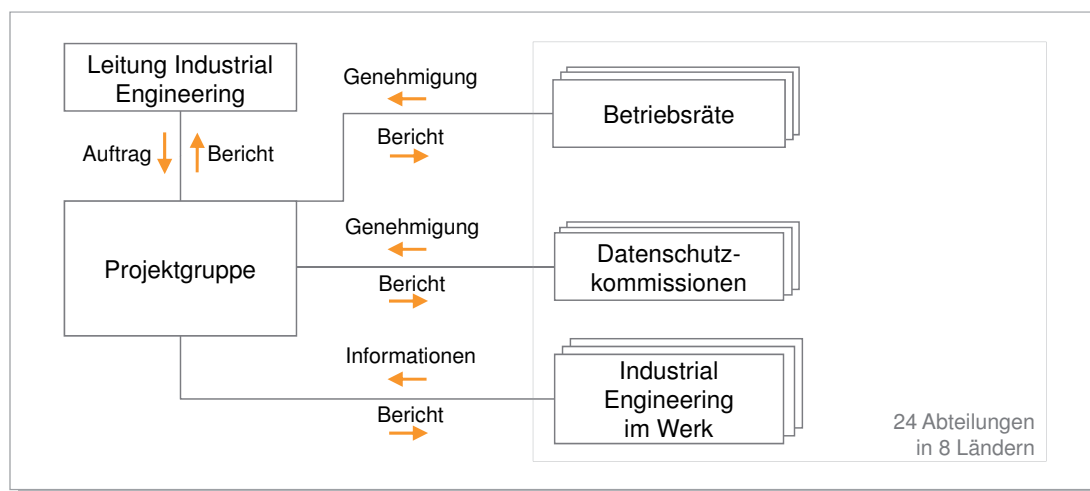 Leitung Industrial
Engineering
Auftrag
Bericht
Projektgruppe
Genehmigung
Bericht
Betriebsräte
Genehmigung
Bericht
Datenschutz-
kommissionen
Informationen
Bericht
Industrial
Engineering
im Werk
24 Abteilungen
in 8 Ländern